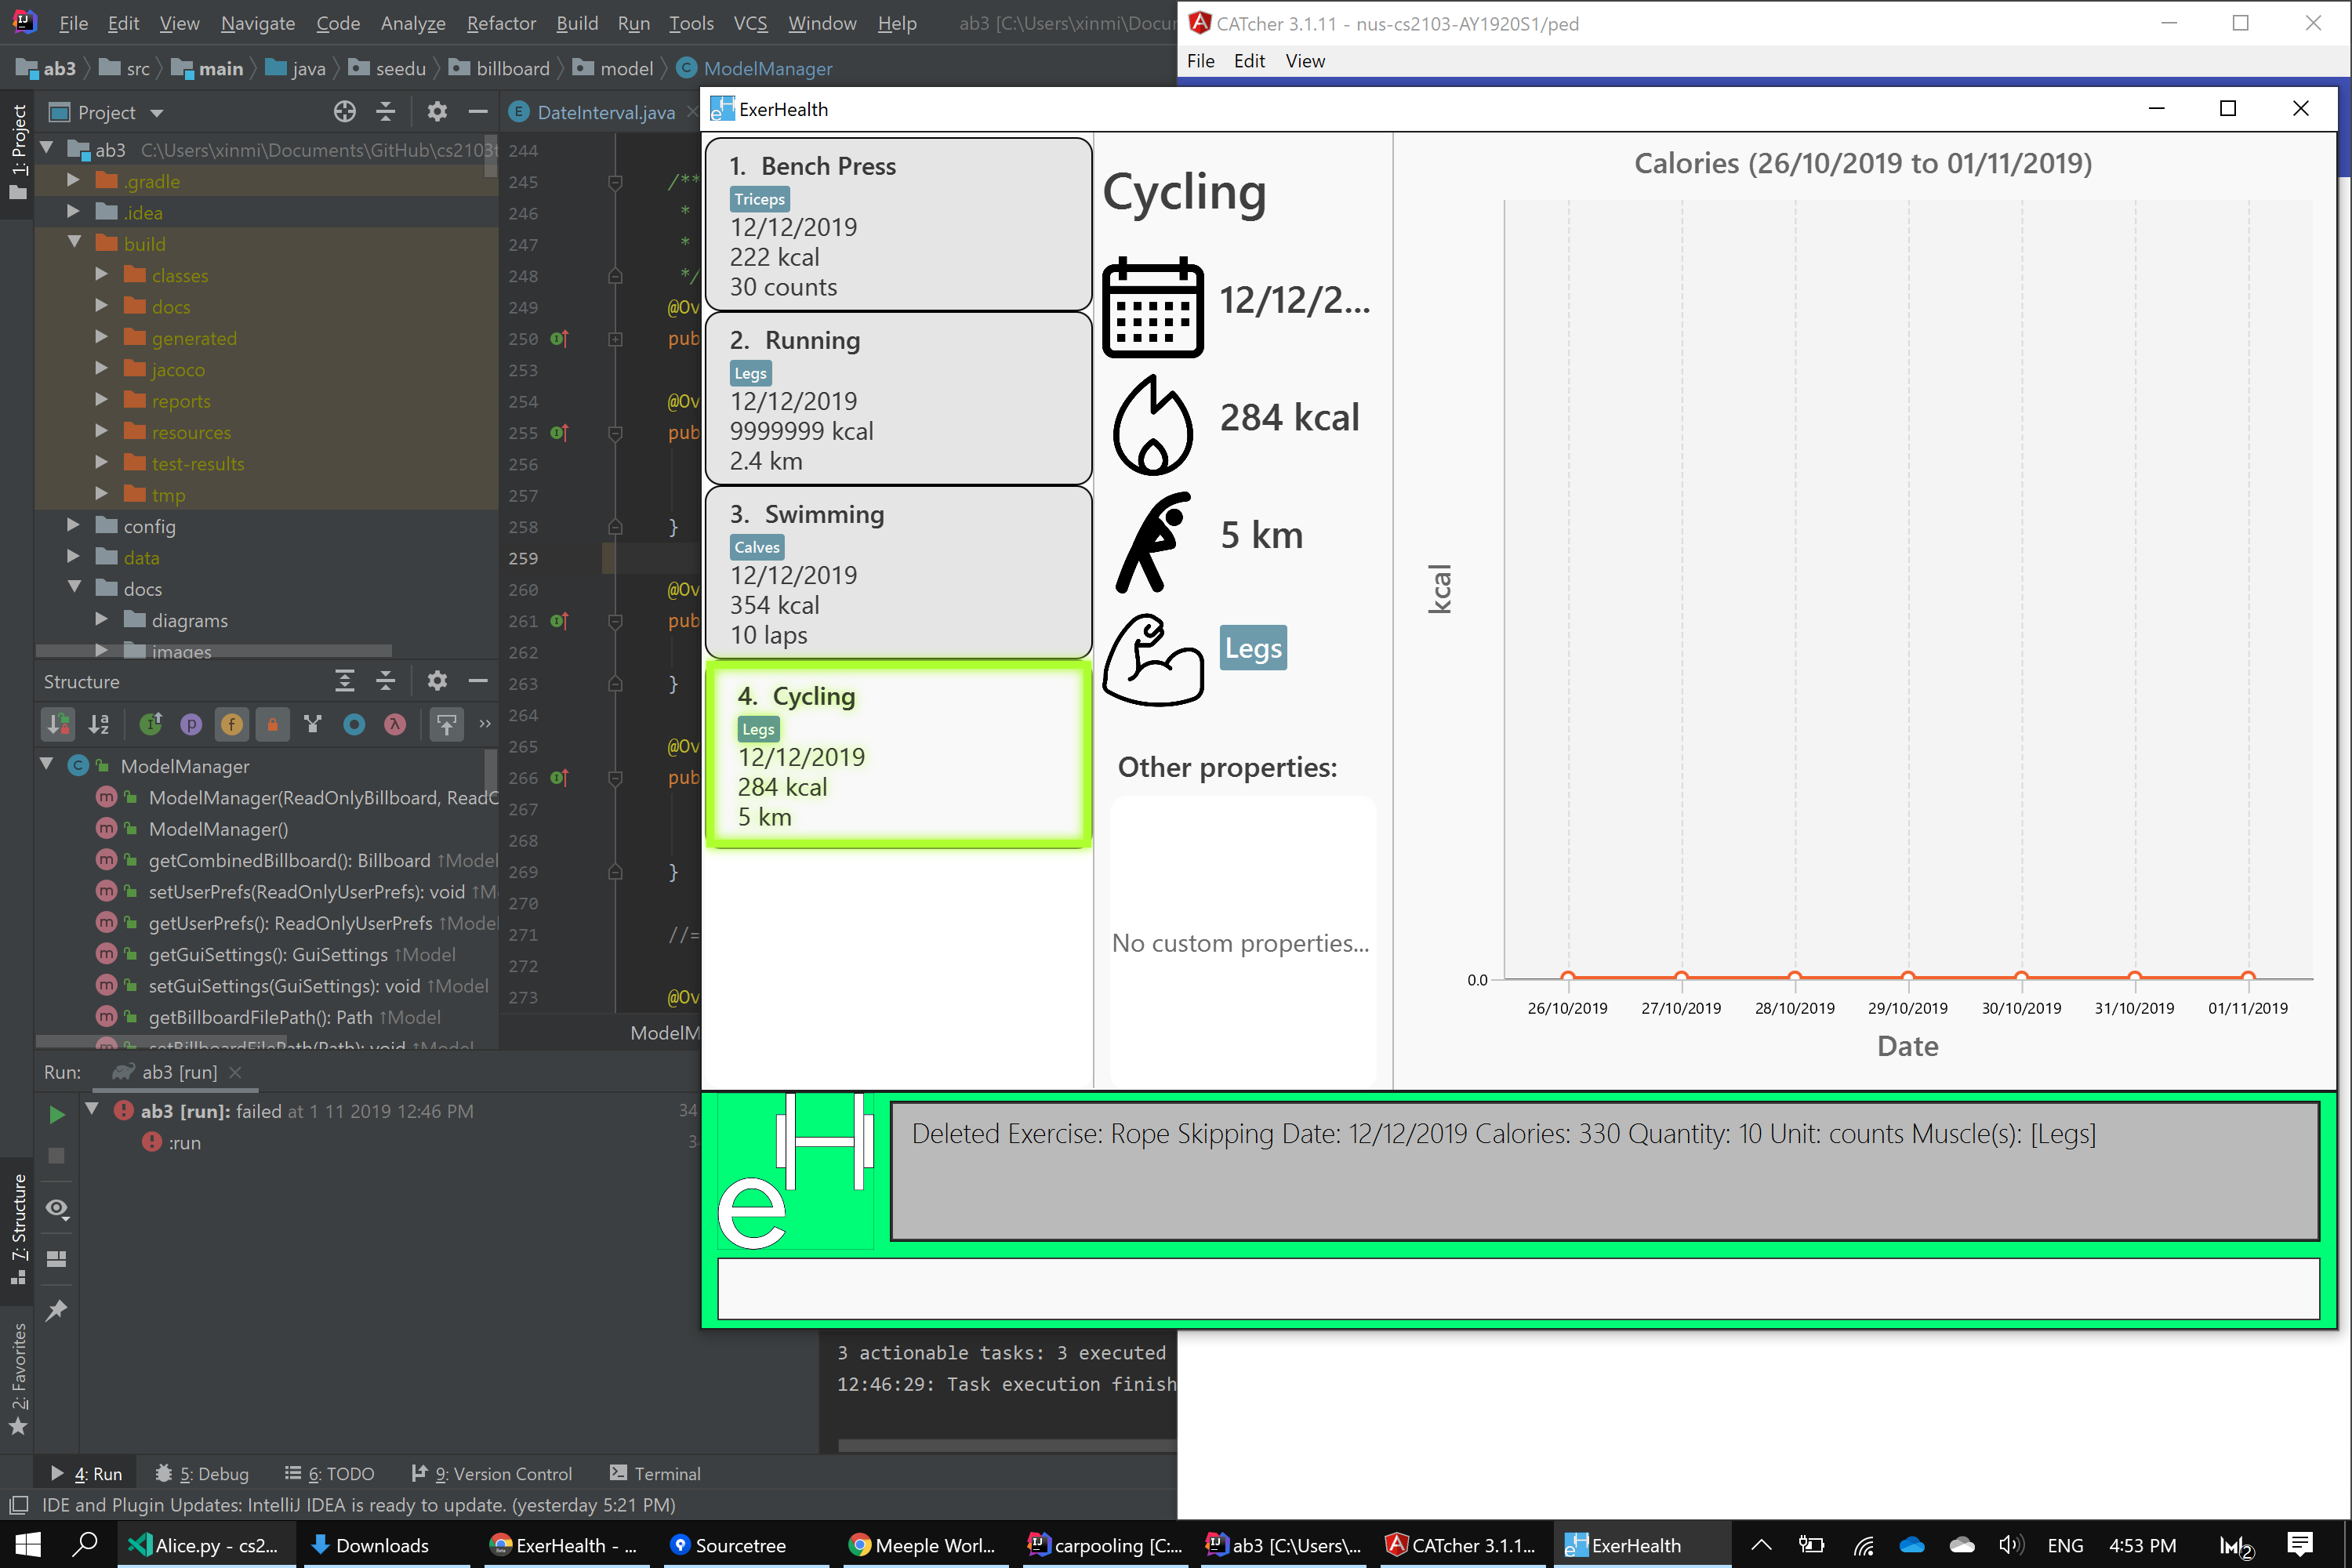 File Edit View Navigate Code Analyze Refactor Build Run Tools VCS Window Help ab3 [C:\Users\xinmi\Docu
CATcher 3.1.11 - nus-cs2103-AY1920S1/ped
File Edit View
ab3 src main java seedu billboard model ModelManager
1: Project
Project
DateInterval.java
ExerHealth
ab3 C:\Users\xinmi\Documents\GitHub\cs2103t
.gradle
.idea
build
classes
docs
generated
jacoco
reports
resources
test-results
tmp
config
data
docs
diagrams
images
244
245 /**
246 *
247 *
248 */
249 @Ov
250 pub
253
254 @Ov
255 pub
256
257
258 }
259
260 @Ov
261 pub
262
263 }
264
265 @Ov
266 pub
267
268
269 }
270
271 //=
272
273 @Ov
ModelM
Structure
ModelManager
ModelManager(ReadOnlyBillboard, ReadO
ModelManager()
getCombinedBillboard(): Billboard ↑Model
setUserPrefs(ReadOnlyUserPrefs): void ↑M
getUserPrefs(): ReadOnlyUserPrefs ↑Model
getGuiSettings(): GuiSettings ↑Model
setGuiSettings(GuiSettings): void ↑Model
getBillboardFilePath(): Path ↑Model
setBillboardFilePath(Path): void ↑Model
1. Bench Press
Triceps
12/12/2019
222 kcal
30 counts
2. Running
Legs
12/12/2019
9999999 kcal
2.4 km
3. Swimming
Calves
12/12/2019
354 kcal
10 laps
4. Cycling
Legs
12/12/2019
284 kcal
5 km
Cycling
12/12/2...
284 kcal
5 km
Legs
Other properties:
No custom properties...
Calories (26/10/2019 to 01/11/2019)
kcal
0.0
26/10/2019 27/10/2019 28/10/2019 29/10/2019 30/10/2019 31/10/2019 01/11/2019
Date
eH
Deleted Exercise: Rope Skipping Date: 12/12/2019 Calories: 330 Quantity: 10 Unit: counts Muscle(s): [Legs]
Run: ab3 [run]
ab3 [run]: failed at 1 11 2019 12:46 PM 34
:run 3
7: Structure
2: Favorites
3 actionable tasks: 3 executed
12:46:29: Task execution finish
4: Run 5: Debug 6: TODO 9: Version Control Terminal
IDE and Plugin Updates: IntelliJ IDEA is ready to update. (yesterday 5:21 PM)
Alice.py - cs2... Downloads ExerHealth - ... Sourcetree Meeple Worl... carpooling [C:... ab3 [C:\Users\... CATcher 3.1.1... ExerHealth ENG 4:53 PM 2